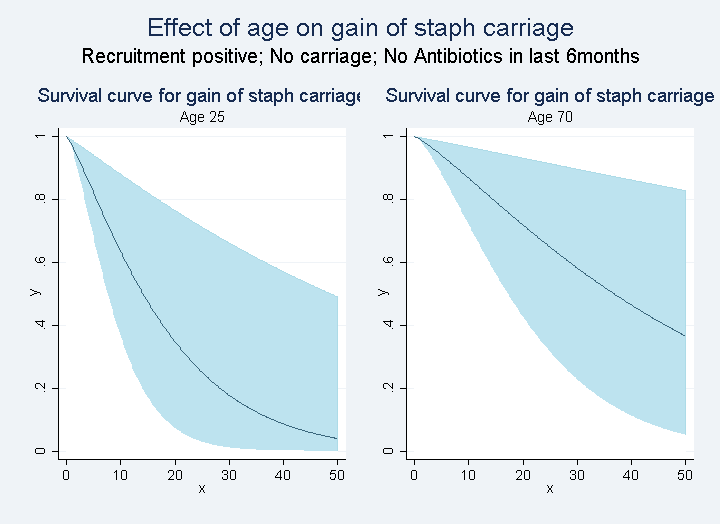 Effect of age on gain of staph carriage
Recruitment positive; No carriage; No Antibiotics in last 6months
Survival curve for gain of staph carriage
Age 25
1
.8
.6
.4
.2
0
y
0 10 20 30 40 50
x
Survival curve for gain of staph carriage
Age 70
1
.8
.6
.4
.2
0
y
0 10 20 30 40 50
x